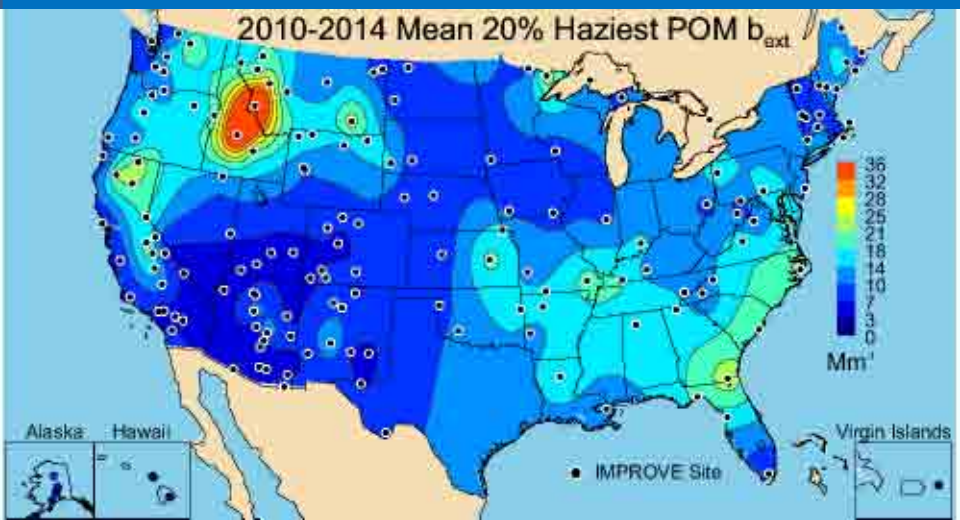 2010-2014 Mean 20% Haziest POM bext
36
32
28
25
21
18
14
10
7
3
0
Mm-1
Alaska
Hawaii
Virgin Islands
IMPROVE Site